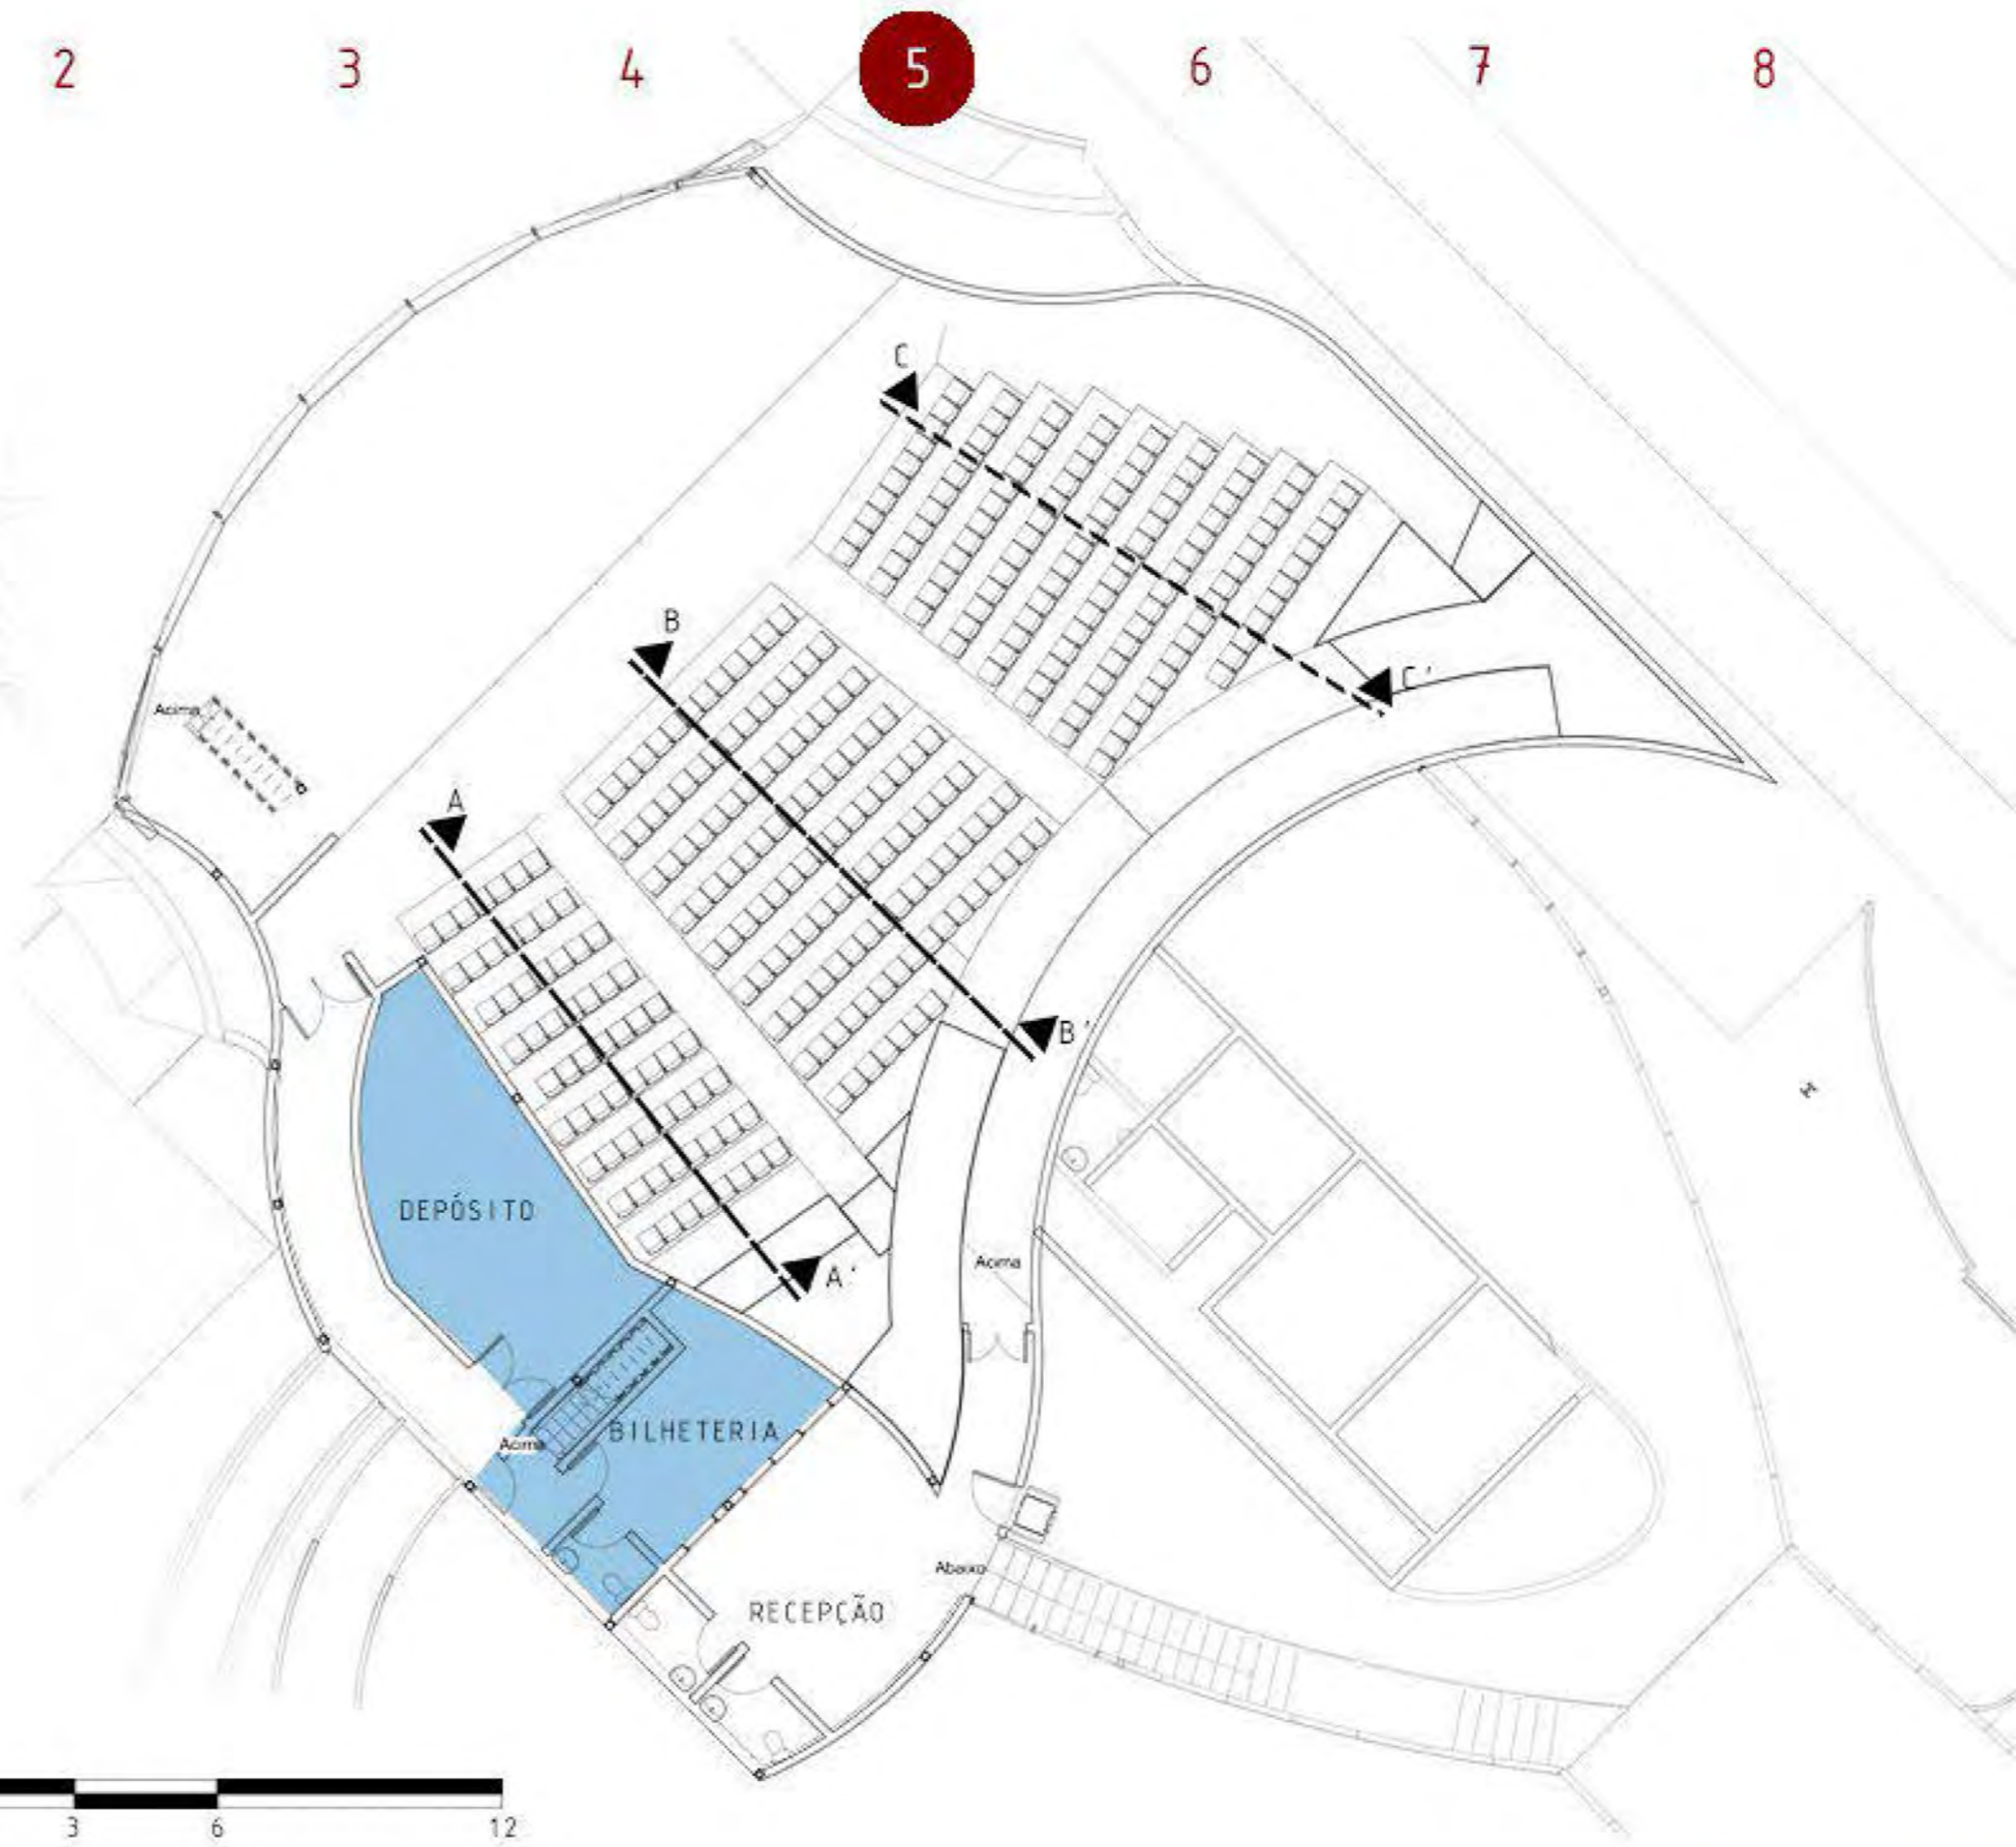 2 3 4 5 6 7 8
C
B
C'
Acima
A
B'
DEPÓSITO
Acima
A'
BILHETERIA
Acima
Abaixo
RECEPÇÃO
3 6 12